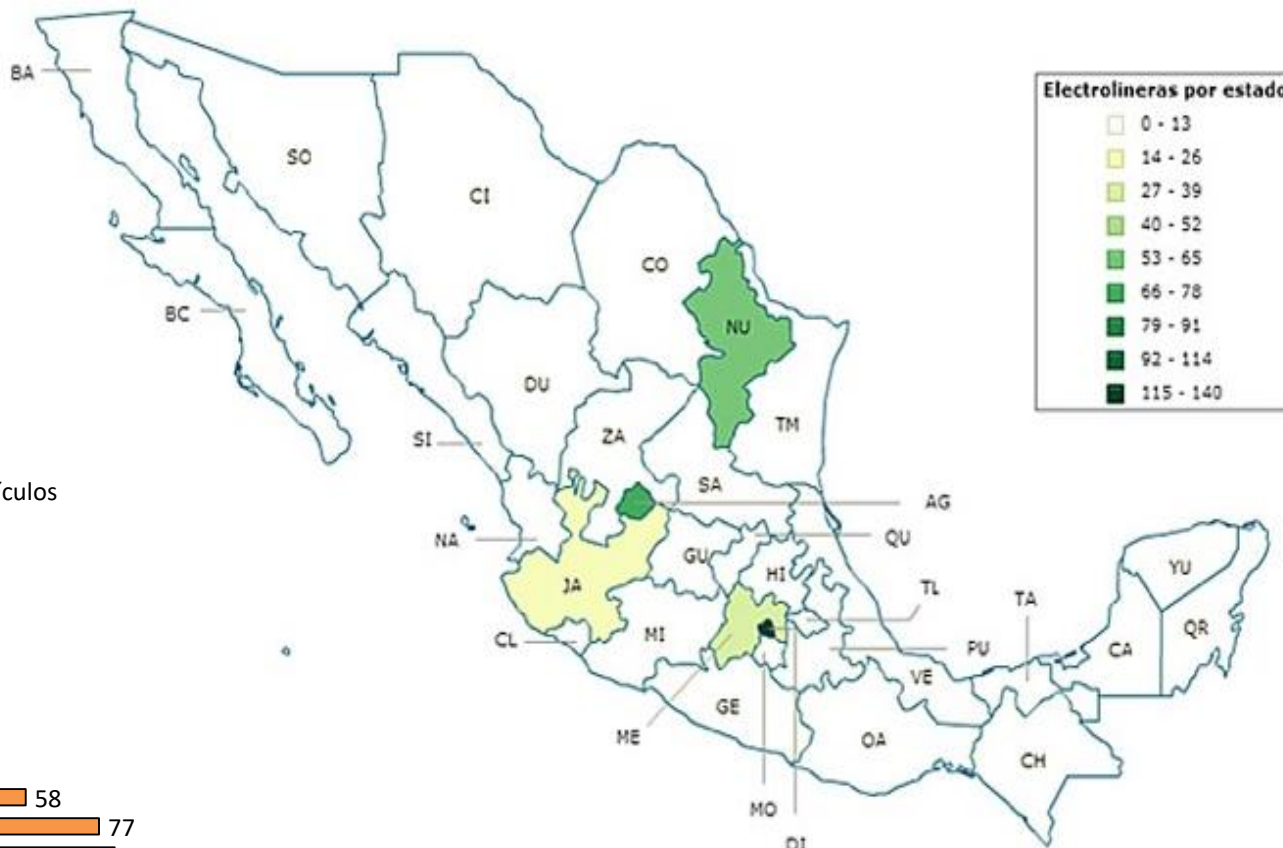 Electrolineras por estado
0 - 13
14 - 26
27 - 39
40 - 52
53 - 65
66 - 78
79 - 91
92 - 114
115 - 140
BA
SO
CI
CO
BC
NU
DU
TM
SI
ZA
SA
AG
ículos
NA
QU
GU
HI
YU
JA
TL
TA
CL
MI
PU
CA
QR
VE
ME
GE
OA
CH
MO
DI
58
77